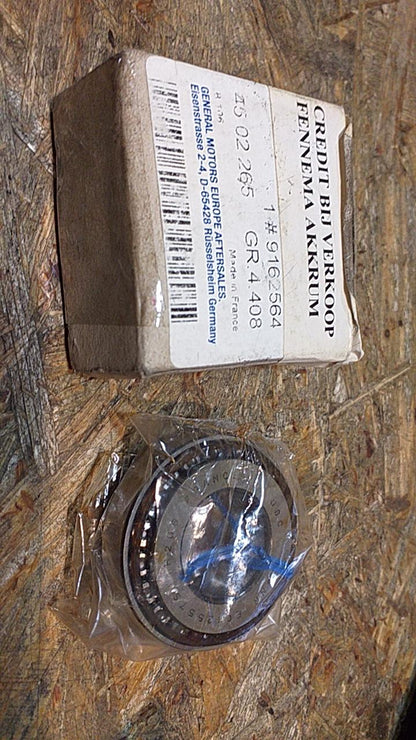 CREDIT BIJ VERKOOP
FENNEMA AKKRUM
1 # 9162564
45 02 265
GR. 4 408
Made in France
GENERAL MOTORS EUROPE AFTERSALES.
Eisenstrasse 2-4, D-65428 Rüsselsheim Germany